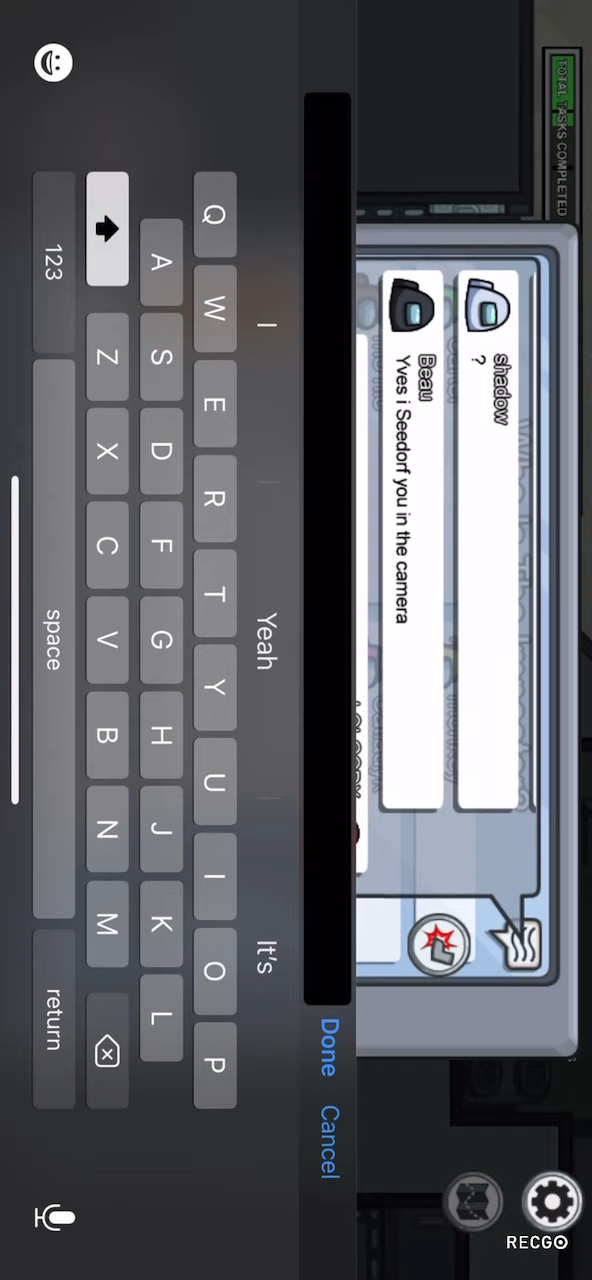 TOTAL TASKS COMPLETED
shadow
?
Beau
Yves i Seedorf you in the camera
Done
Cancel
I
Yeah
It's
Q W E R T Y U I O P
A S D F G H J K L
Z X C V B N M
123
space
return
RECGO